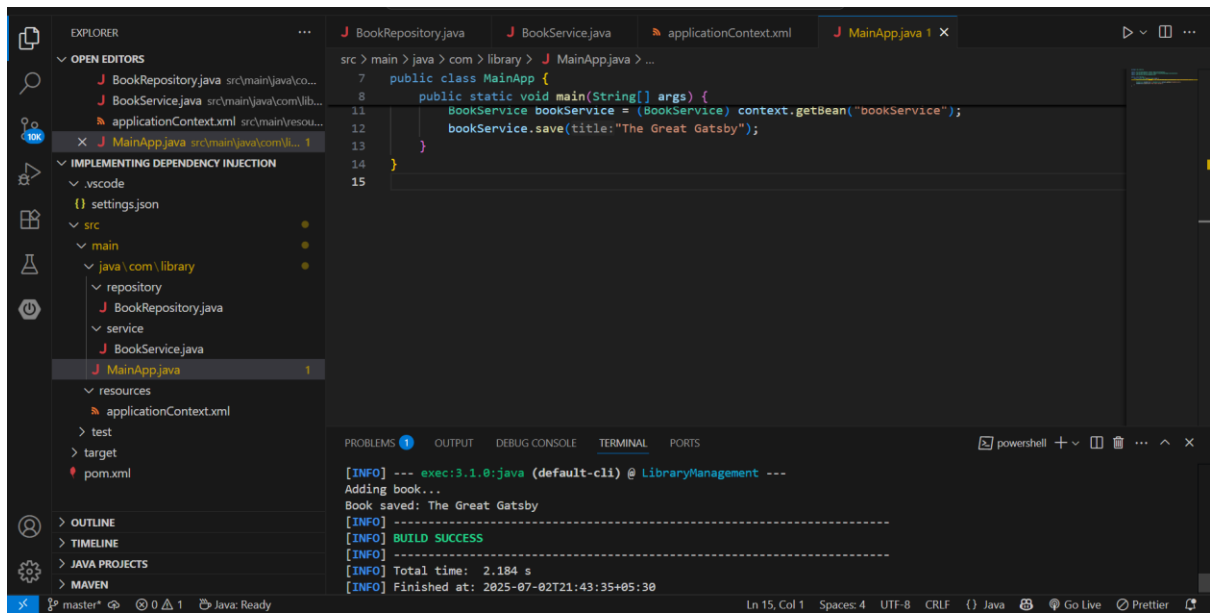 EXPLORER
OPEN EDITORS
BookRepository.java src\main\java\co...
BookService.java src\main\java\com\lib...
applicationContext.xml src\main\resou...
MainApp.java src\main\java\com\li... 1
10K
IMPLEMENTING DEPENDENCY INJECTION
.vscode
{} settings.json
src
main
java\com\library
repository
J BookRepository.java
service
J BookService.java
J MainApp.java 1
resources
applicationContext.xml
test
target
pom.xml
OUTLINE
TIMELINE
JAVA PROJECTS
MAVEN
J BookRepository.java J BookService.java applicationContext.xml J MainApp.java 1
src > main > java > com > library > J MainApp.java > ...
7 public class MainApp {
8 public static void main(String[] args) {
11 BookService bookService = (BookService) context.getBean("bookService");
12 bookService.save(title:"The Great Gatsby");
13 }
14 }
15
PROBLEMS 1 OUTPUT DEBUG CONSOLE TERMINAL PORTS powershell
[INFO] --- exec:3.1.0:java (default-cli) @ LibraryManagement ---
Adding book...
Book saved: The Great Gatsby
[INFO] ------------------------------------------------------------------------
[INFO] BUILD SUCCESS
[INFO] ------------------------------------------------------------------------
[INFO] Total time: 2.184 s
[INFO] Finished at: 2025-07-02T21:43:35+05:30
master* 0 1 Java: Ready Ln 15, Col 1 Spaces: 4 UTF-8 CRLF {} Java Go Live Prettier